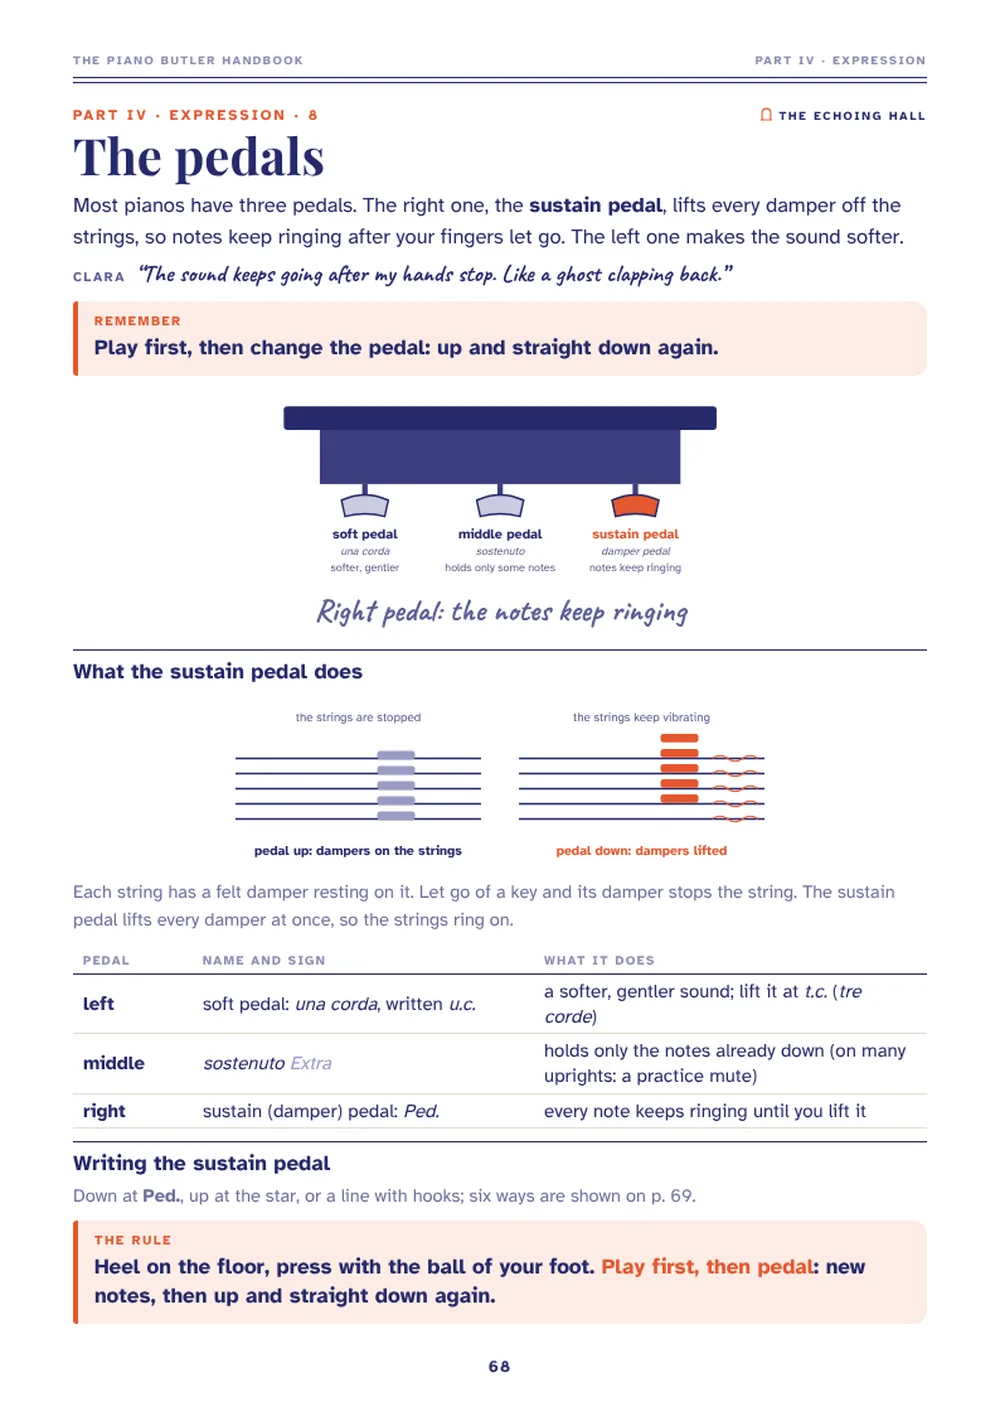 THE PIANO BUTLER HANDBOOK
PART IV · EXPRESSION
PART IV · EXPRESSION · 8
THE ECHOING HALL
The pedals
Most pianos have three pedals. The right one, the sustain pedal, lifts every damper off the
strings, so notes keep ringing after your fingers let go. The left one makes the sound softer.
CLARA “The sound keeps going after my hands stop. Like a ghost clapping back.”
REMEMBER
Play first, then change the pedal: up and straight down again.
soft pedal
una corda
softer, gentler
middle pedal
sostenuto
holds only some notes
sustain pedal
damper pedal
notes keep ringing
Right pedal: the notes keep ringing
What the sustain pedal does
the strings are stopped
pedal up: dampers on the strings
the strings keep vibrating
pedal down: dampers lifted
Each string has a felt damper resting on it. Let go of a key and its damper stops the string. The sustain
pedal lifts every damper at once, so the strings ring on.
PEDAL NAME AND SIGN WHAT IT DOES
left soft pedal: una corda, written u.c. a softer, gentler sound; lift it at t.c. (tre
corde)
middle sostenuto Extra holds only the notes already down (on many
uprights: a practice mute)
right sustain (damper) pedal: Ped. every note keeps ringing until you lift it
Writing the sustain pedal
Down at Ped., up at the star, or a line with hooks; six ways are shown on p. 69.
THE RULE
Heel on the floor, press with the ball of your foot. Play first, then pedal: new
notes, then up and straight down again.
68